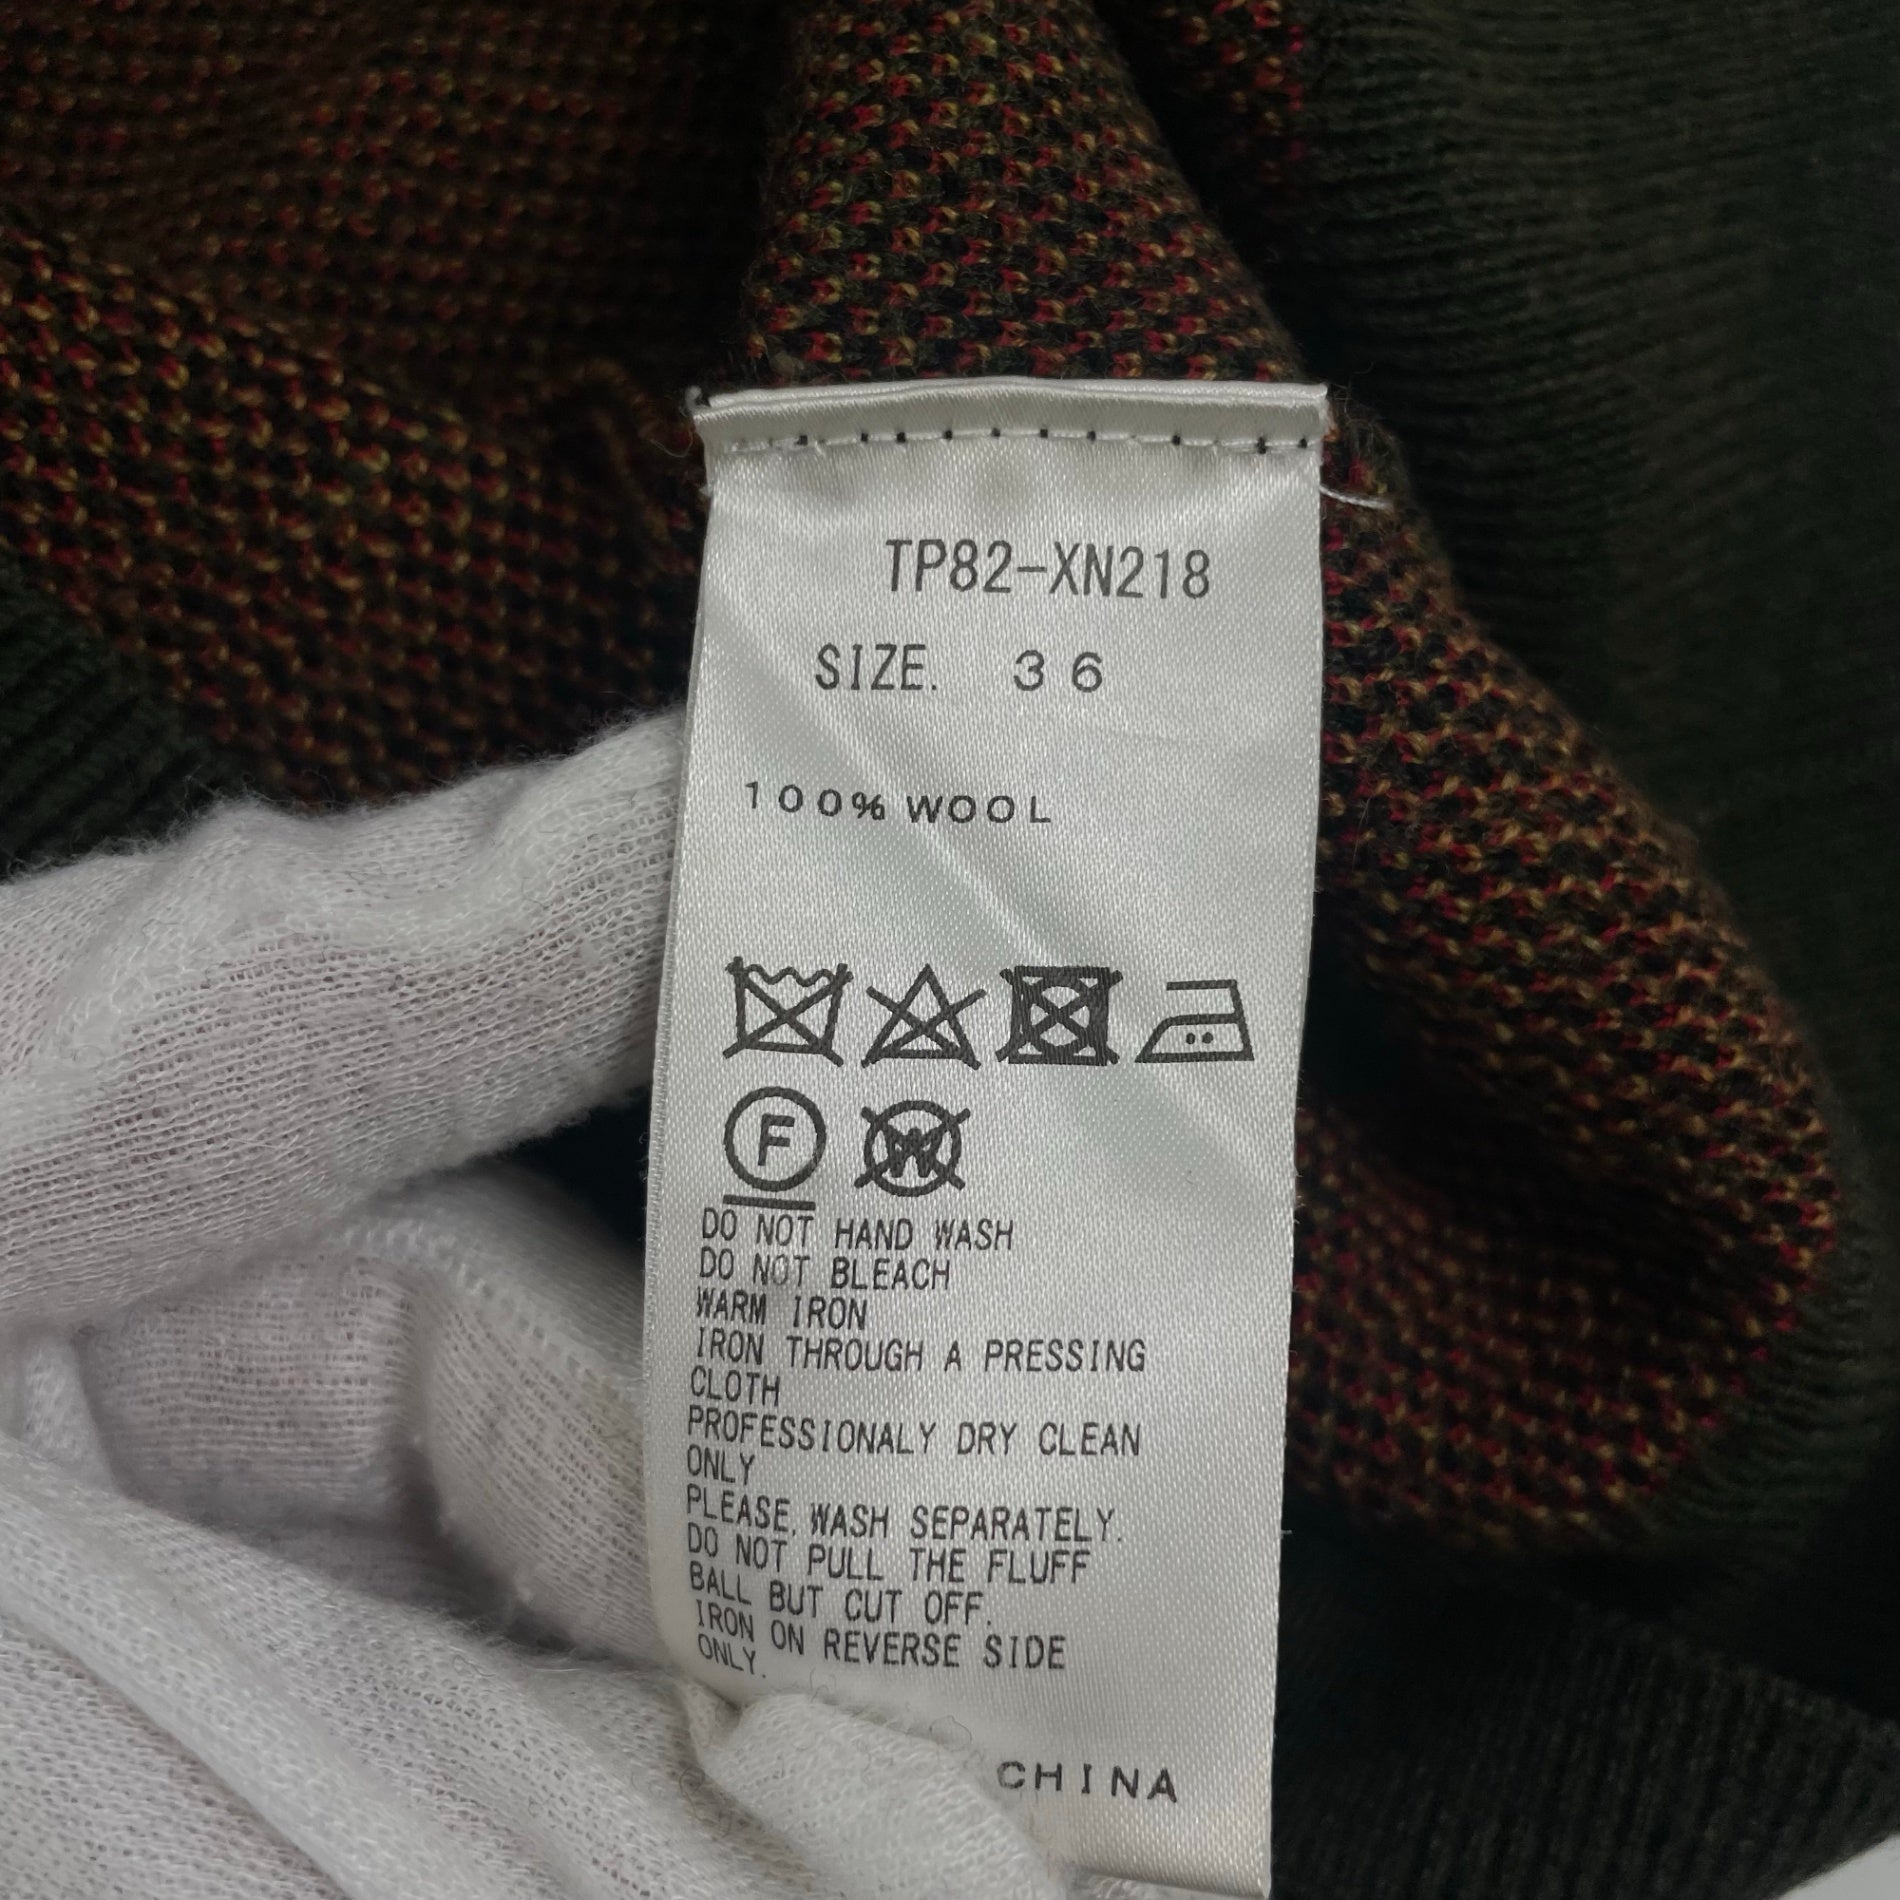 TP82-XN218
SIZE. 36
100% WOOL
F W
DO NOT HAND WASH
DO NOT BLEACH
WARM IRON
IRON THROUGH A PRESSING
CLOTH
PROFESSIONALY DRY CLEAN
ONLY
PLEASE. WASH SEPARATELY.
DO NOT PULL THE FLUFF
BALL BUT CUT OFF.
IRON ON REVERSE SIDE
ONLY.
CHINA